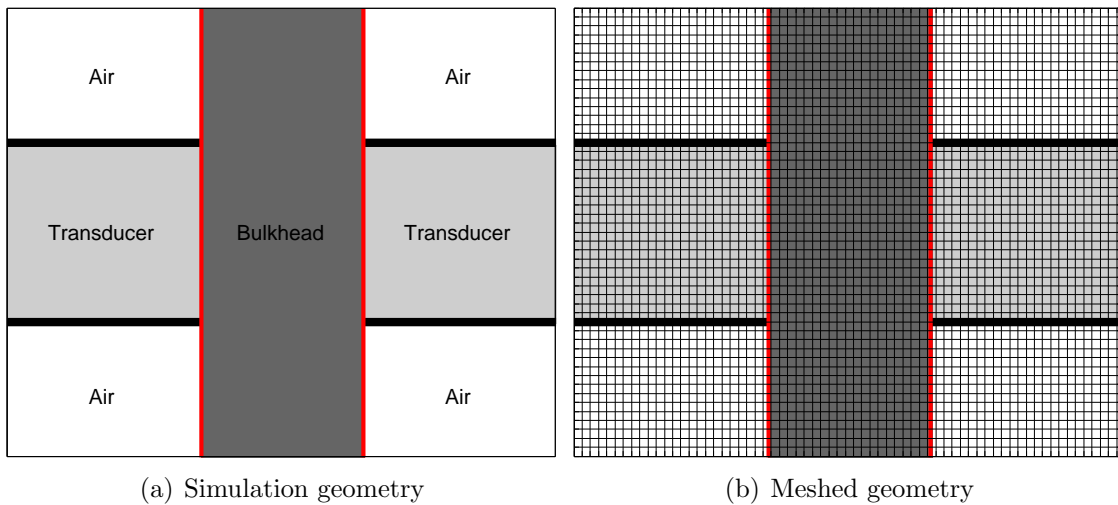 Air Air
Transducer Bulkhead Transducer
Air Air
(a) Simulation geometry
(b) Meshed geometry